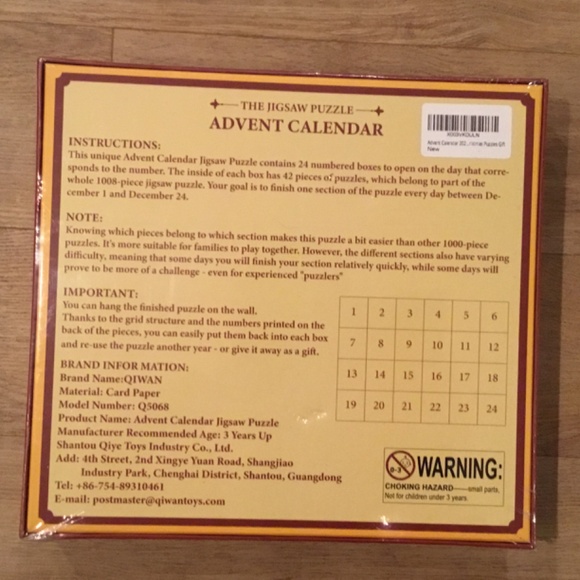 THE JIGSAW PUZZLE
ADVENT CALENDAR
INSTRUCTIONS:
This unique Advent Calendar Jigsaw Puzzle contains 24 numbered boxes to open on the day that corre-
sponds to the number. The inside of each box has 42 pieces of puzzles, which belong to part of the
whole 1008-piece jigsaw puzzle. Your goal is to finish one section of the puzzle every day between De-
cember 1 and December 24.
NOTE:
Knowing which pieces belong to which section makes this puzzle a bit easier than other 1000-piece
puzzles. It's more suitable for families to play together. However, the different sections also have varying
difficulty, meaning that some days you will finish your section relatively quickly, while some days will
prove to be more of a challenge - even for experienced "puzzlers"
IMPORTANT:
You can hang the finished puzzle on the wall.
Thanks to the grid structure and the numbers printed on the
back of the pieces, you can easily put them back into each box
and re-use the puzzle another year - or give it away as a gift.
1 2 3 4 5 6
7 8 9 10 11 12
13 14 15 16 17 18
19 20 21 22 23 24
BRAND INFORMATION:
Brand Name:QIWAN
Material: Card Paper
Model Number: Q5068
Product Name: Advent Calendar Jigsaw Puzzle
Manufacturer Recommended Age: 3 Years Up
Shantou Qiye Toys Industry Co., Ltd.
Add: 4th Street, 2nd Xingye Yuan Road, Shangjiao
Industry Park, Chenghai District, Shantou, Guangdong
Tel: +86-754-89310461
E-mail: postmaster@qiwantoys.com
0-3
WARNING:
CHOKING HAZARD——small parts,
Not for children under 3 years
Advent Calendar Puzzles Gift
New